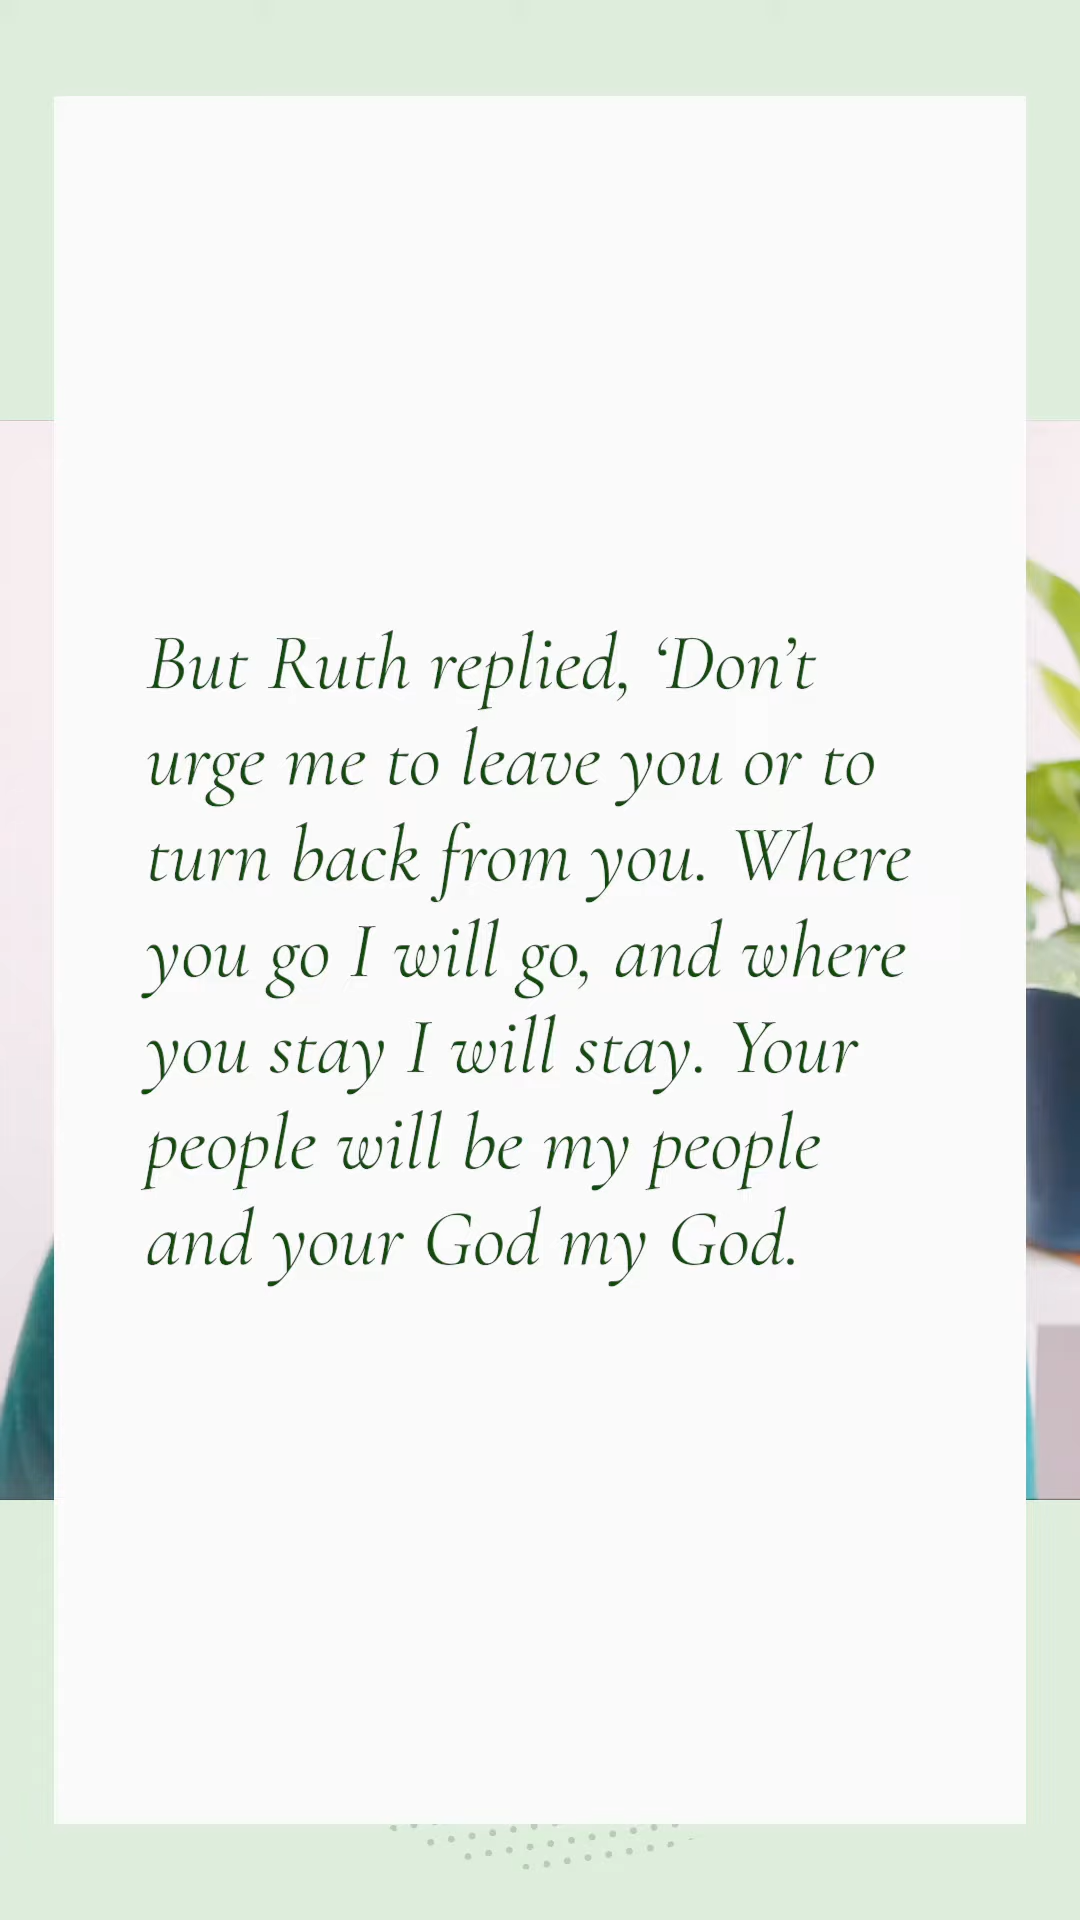 But Ruth replied, ‘Don’t
urge me to leave you or to
turn back from you. Where
you go I will go, and where
you stay I will stay. Your
people will be my people
and your God my God.